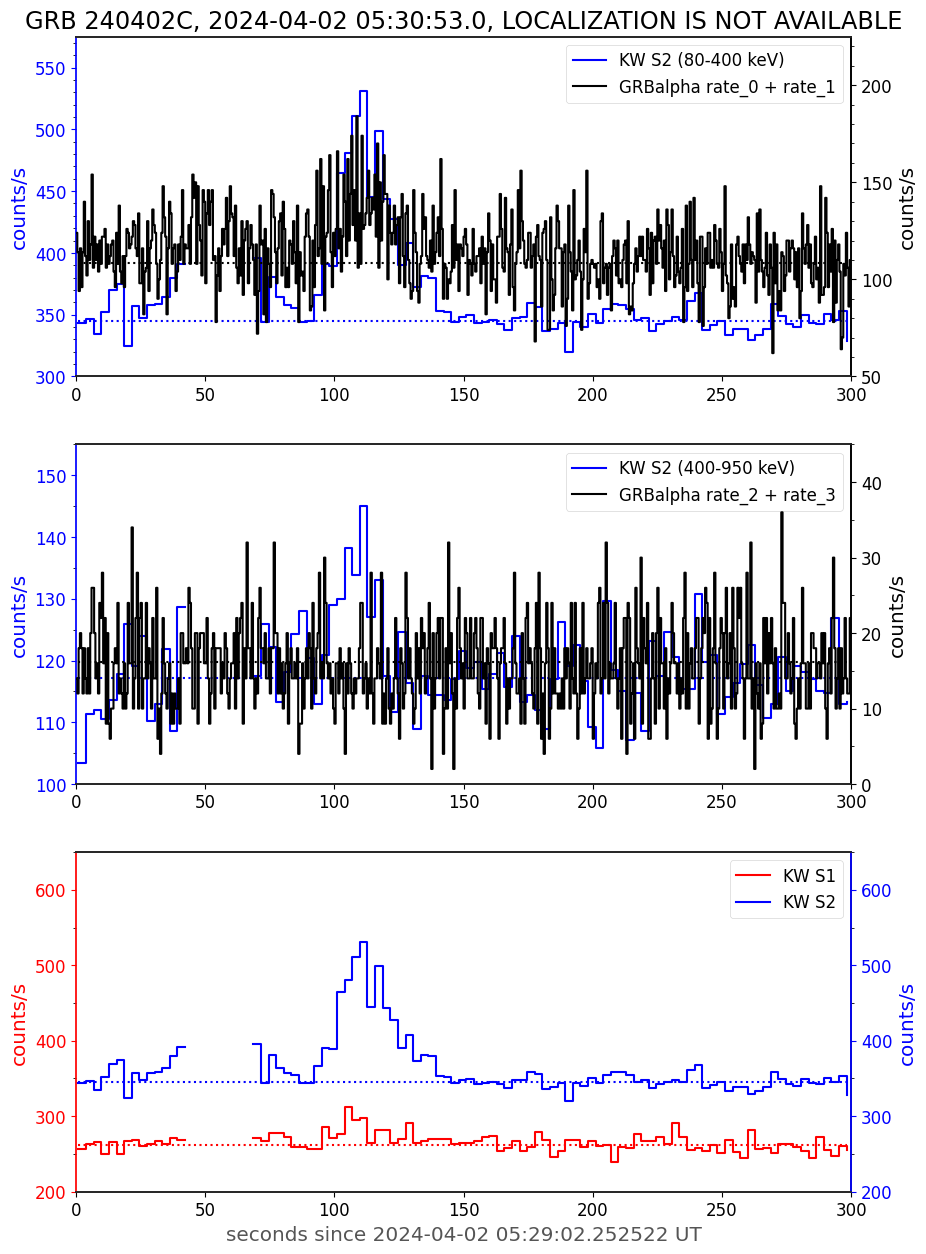 GRB 240402C, 2024-04-02 05:30:53.0, LOCALIZATION IS NOT AVAILABLE
KW S2 (80-400 keV)
GRBalpha rate_0 + rate_1
counts/s
counts/s
550
500
450
400
350
300
200
150
100
50
0 50 100 150 200 250 300
KW S2 (400-950 keV)
GRBalpha rate_2 + rate_3
counts/s
counts/s
150
140
130
120
110
100
40
30
20
10
0
0 50 100 150 200 250 300
KW S1
KW S2
counts/s
counts/s
600
500
400
300
200
600
500
400
300
200
0 50 100 150 200 250 300
seconds since 2024-04-02 05:29:02.252522 UT